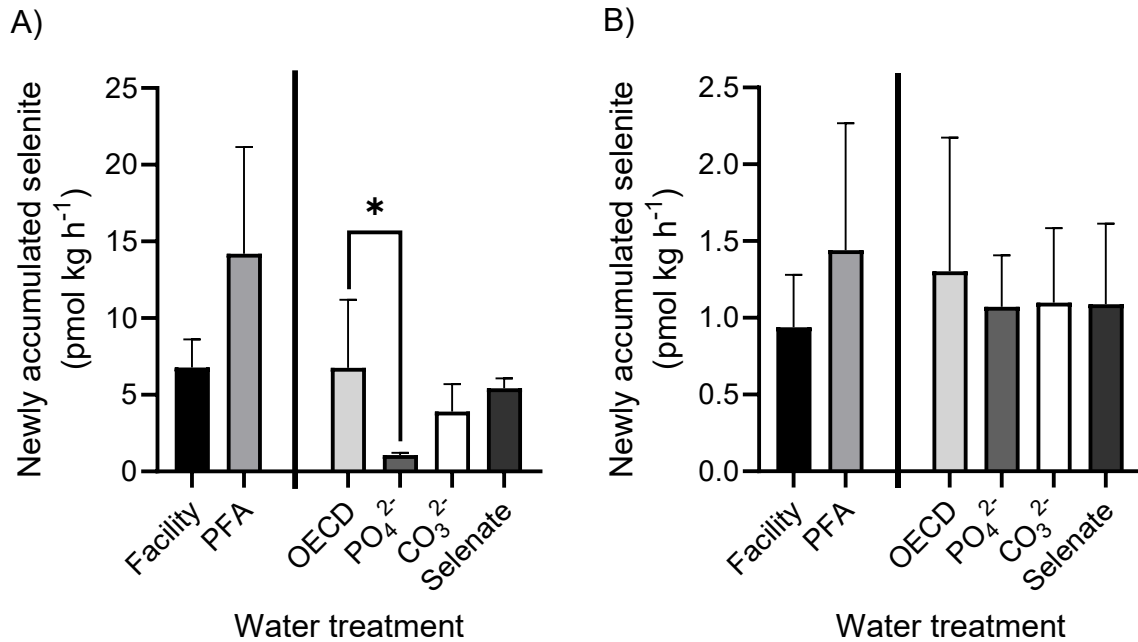 A)
Newly accumulated selenite
(pmol kg h⁻¹)
25
20
15
10
5
0
*
Facility
PFA
OECD
PO₄²⁻
CO₃²⁻
Selenate
Water treatment
B)
Newly accumulated selenite
(pmol kg h⁻¹)
2.5
2.0
1.5
1.0
0.5
0.0
Facility
PFA
OECD
PO₄²⁻
CO₃²⁻
Selenate
Water treatment